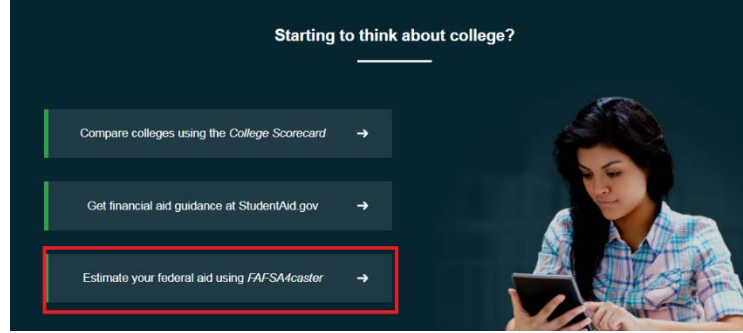 Starting to think about college?
Compare colleges using the College Scorecard
Get financial aid guidance at StudentAid.gov
Estimate your federal aid using FAFSA4caster